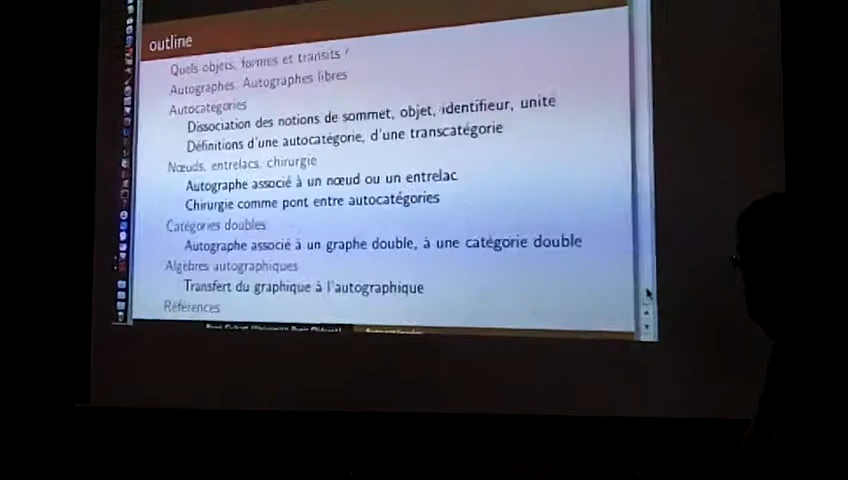 outline
Quels objets, formes et transits ?
Autographes, Autographes libres
Autocatégories
Dissociation des notions de sommet, objet, identifieur, unité
Définitions d'une autocatégorie, d'une transcatégorie
Nœuds, entrelacs, chirurgie
Autographe associé à un nœud ou un entrelac
Chirurgie comme pont entre autocatégories
Catégories doubles
Autographe associé à un graphe double, à une catégorie double
Algèbres autographiques
Transfert du graphique à l'autographique
Références